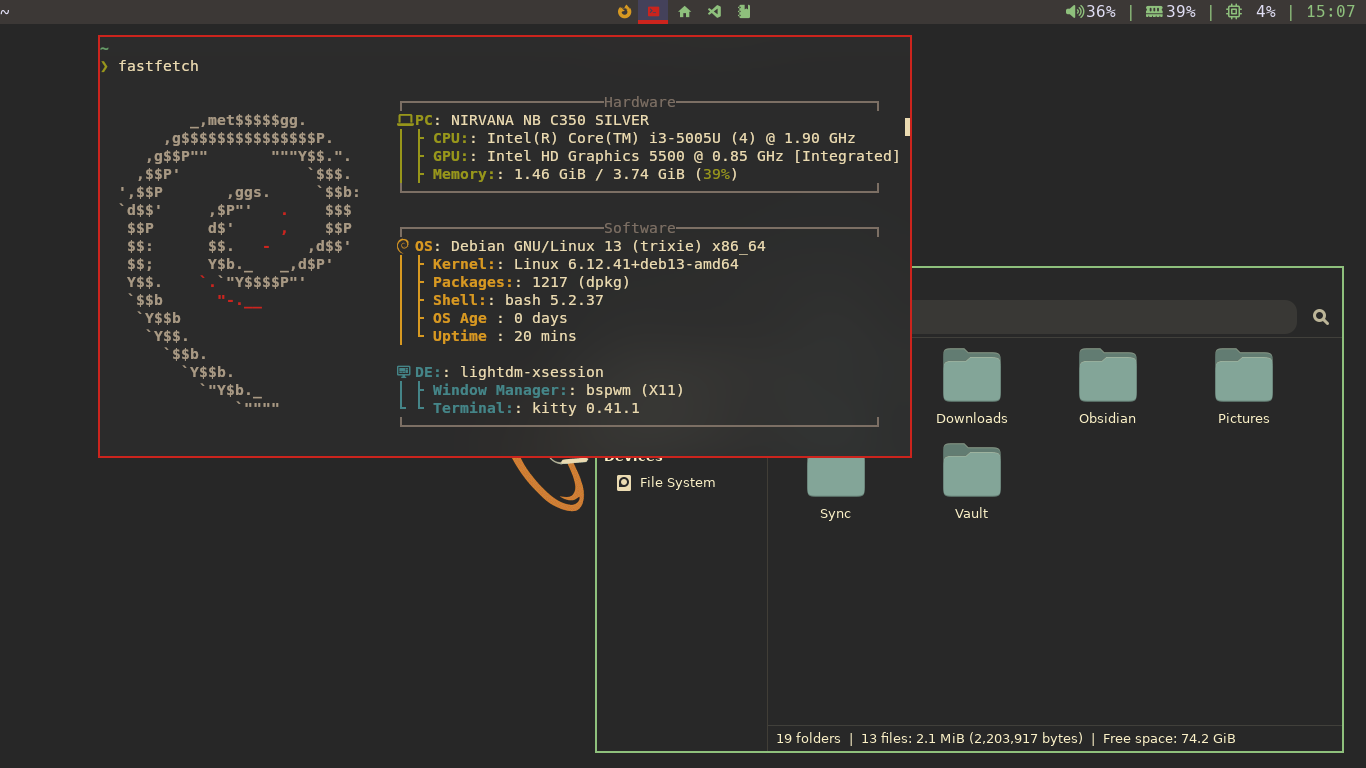 ~
36% | 39% | 4% | 15:07
~
❯ fastfetch
Hardware
PC: NIRVANA NB C350 SILVER
CPU:: Intel(R) Core(TM) i3-5005U (4) @ 1.90 GHz
GPU:: Intel HD Graphics 5500 @ 0.85 GHz [Integrated]
Memory:: 1.46 GiB / 3.74 GiB (39%)
Software
OS: Debian GNU/Linux 13 (trixie) x86_64
Kernel:: Linux 6.12.41+deb13-amd64
Packages:: 1217 (dpkg)
Shell:: bash 5.2.37
OS Age : 0 days
Uptime : 20 mins
DE:: lightdm-xsession
Window Manager:: bspwm (X11)
Terminal:: kitty 0.41.1
Downloads
Obsidian
Pictures
Devices
File System
Sync
Vault
19 folders | 13 files: 2.1 MiB (2,203,917 bytes) | Free space: 74.2 GiB